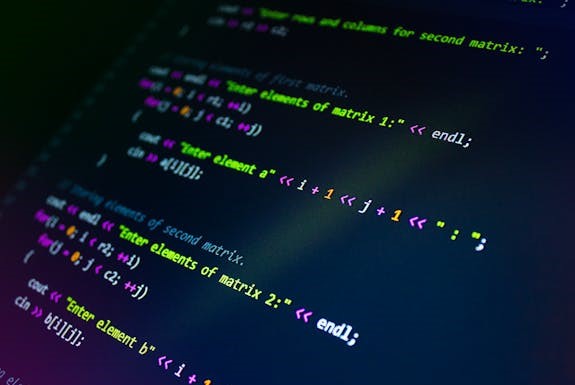 cout << "Enter rows and columns for second matrix: ";
cin >> r2 >> c2;
// Storing elements of first matrix.
cout << endl << "Enter elements of matrix 1:" << endl;
for(i = 0; i < r1; ++i)
for(j = 0; j < c1; ++j)
{
cout << "Enter element a" << i + 1 << j + 1 << " : ";
cin >> a[i][j];
}
// Storing elements of second matrix.
cout << endl << "Enter elements of matrix 2:" << endl;
for(i = 0; i < r2; ++i)
for(j = 0; j < c2; ++j)
{
cout << "Enter element b" << i + 1
cin >> b[i][j];